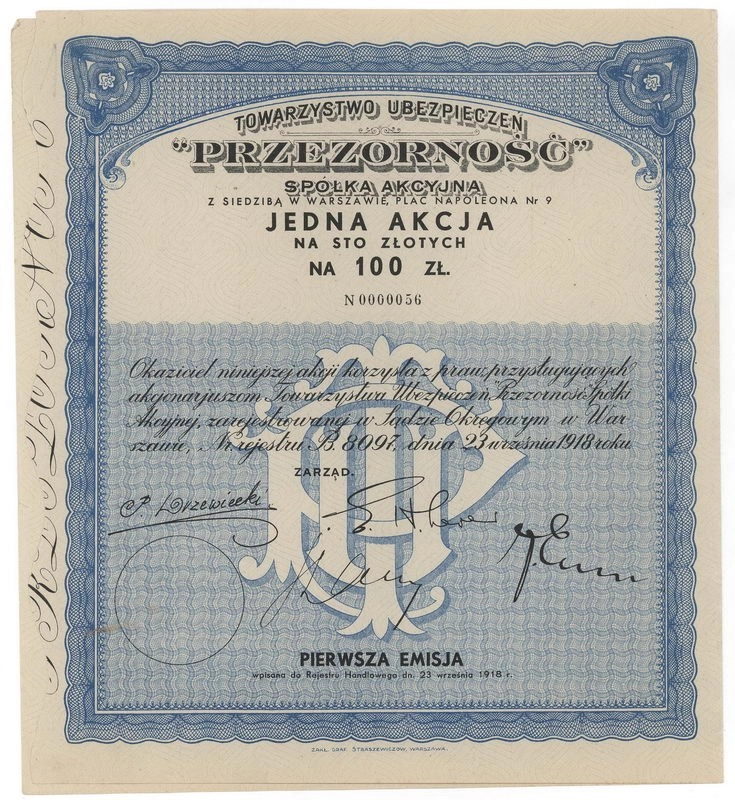 TOWARZYSTWO UBEZPIECZEŃ
"PRZEZORNOŚĆ"
SPÓŁKA AKCYJNA
Z SIEDZIBĄ W WARSZAWIE, PLAC NAPOLEONA Nr 9
JEDNA AKCJA
NA STO ZŁOTYCH
NA 100 ZŁ.
N0000056
Okaziciel niniejszej akcji korzysta z praw, przysługujących
akcjonarjuszom Towarzystwa Ubezpieczeń "Przezorność" Spółki
Akcyjnej, zarejestrowanej w Sądzie Okręgowym w War-
szawie, Nr. rejestru B. 8097, dnia 23 września 1918 roku
ZARZĄD.
P. Drzewiecki
PIERWSZA EMISJA
wpisana do Rejestru Handlowego dn. 23 września 1918 r.
ZAKŁ. GRAF. STRASZEWICZÓW, WARSZAWA.